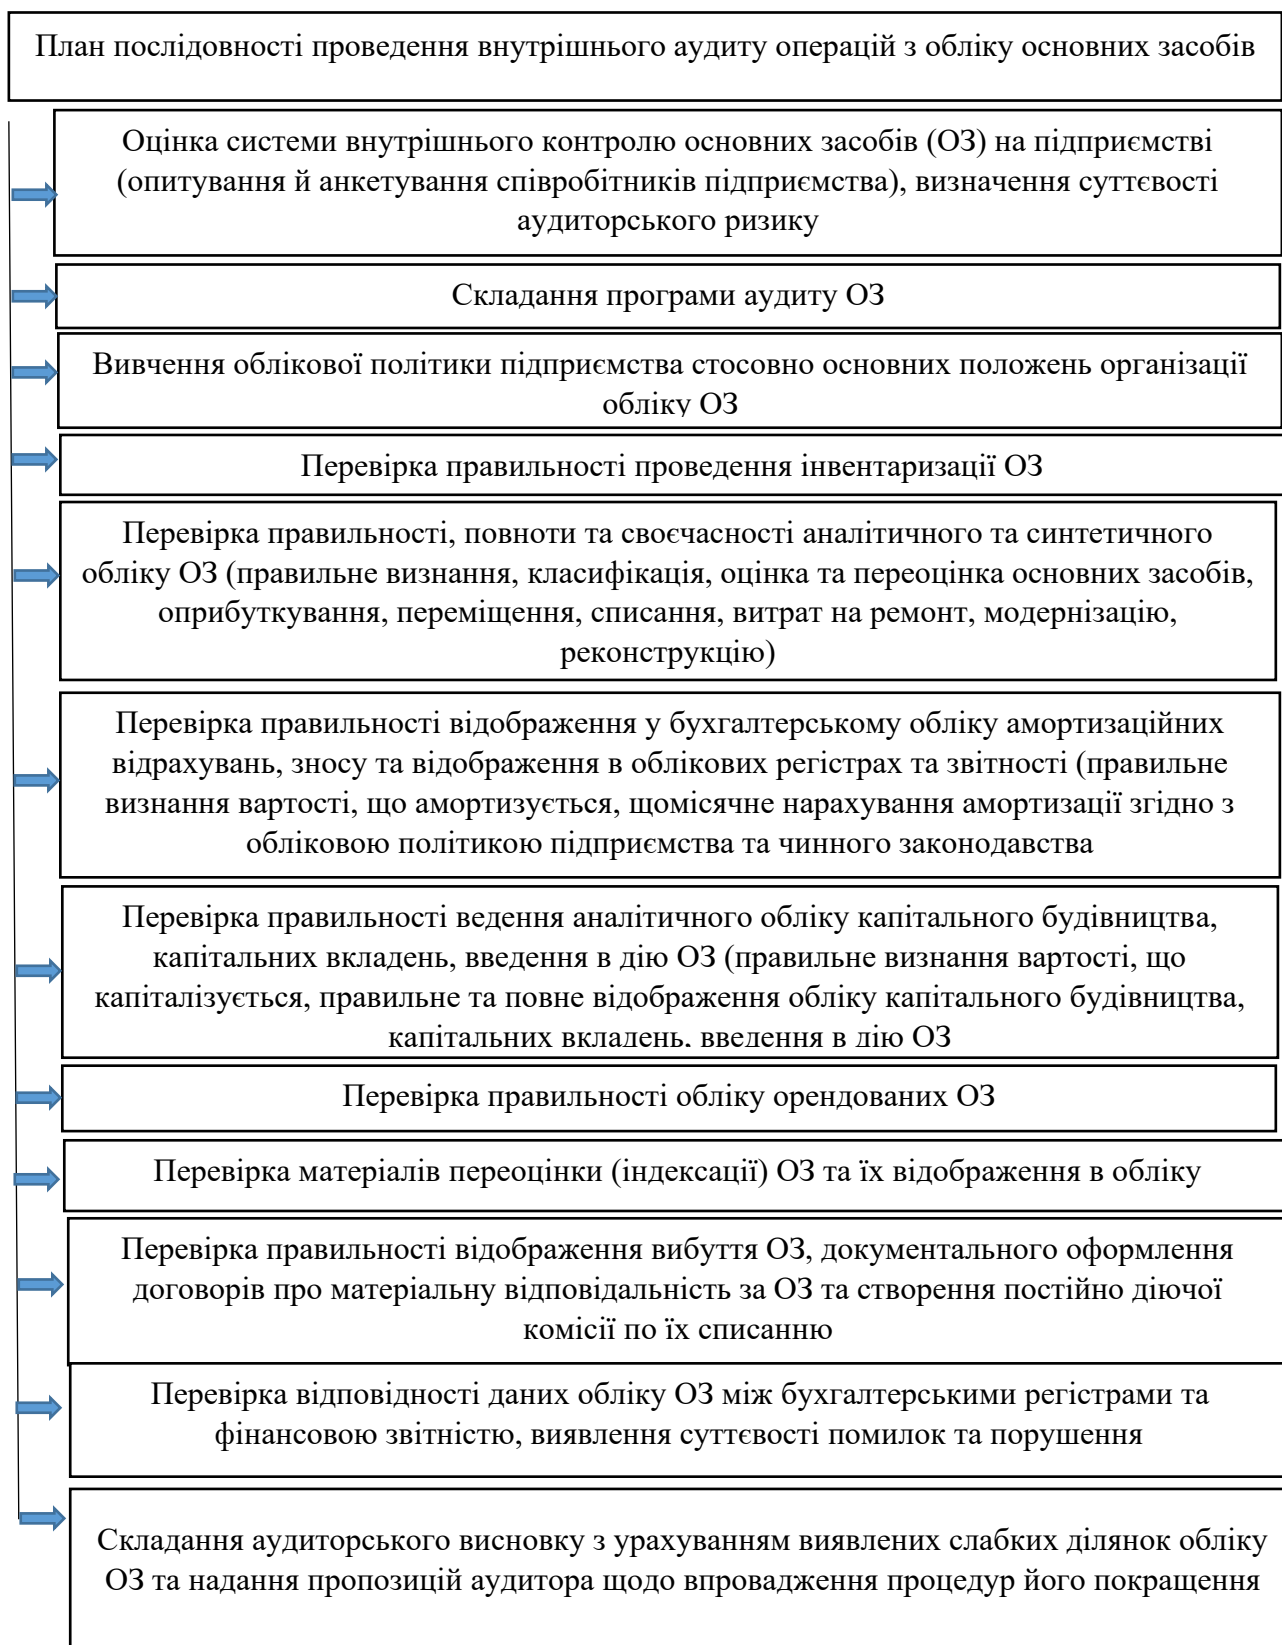 План послідовності проведення внутрішнього аудиту операцій з обліку основних засобів
Оцінка системи внутрішнього контролю основних засобів (ОЗ) на підприємстві
(опитування й анкетування співробітників підприємства), визначення суттєвості
аудиторського ризику
Складання програми аудиту ОЗ
Вивчення облікової політики підприємства стосовно основних положень організації
обліку ОЗ
Перевірка правильності проведення інвентаризації ОЗ
Перевірка правильності, повноти та своєчасності аналітичного та синтетичного
обліку ОЗ (правильне визнання, класифікація, оцінка та переоцінка основних засобів,
оприбуткування, переміщення, списання, витрат на ремонт, модернізацію,
реконструкцію)
Перевірка правильності відображення у бухгалтерському обліку амортизаційних
відрахувань, зносу та відображення в облікових регістрах та звітності (правильне
визнання вартості, що амортизується, щомісячне нарахування амортизації згідно з
обліковою політикою підприємства та чинного законодавства
Перевірка правильності ведення аналітичного обліку капітального будівництва,
капітальних вкладень, введення в дію ОЗ (правильне визнання вартості, що
капіталізується, правильне та повне відображення обліку капітального будівництва,
капітальних вкладень, введення в дію ОЗ
Перевірка правильності обліку орендованих ОЗ
Перевірка матеріалів переоцінки (індексації) ОЗ та їх відображення в обліку
Перевірка правильності відображення вибуття ОЗ, документального оформлення
договорів про матеріальну відповідальність за ОЗ та створення постійно діючої
комісії по їх списанню
Перевірка відповідності даних обліку ОЗ між бухгалтерськими регістрами та
фінансовою звітністю, виявлення суттєвості помилок та порушення
Складання аудиторського висновку з урахуванням виявлених слабких ділянок обліку
ОЗ та надання пропозицій аудитора щодо впровадження процедур його покращення